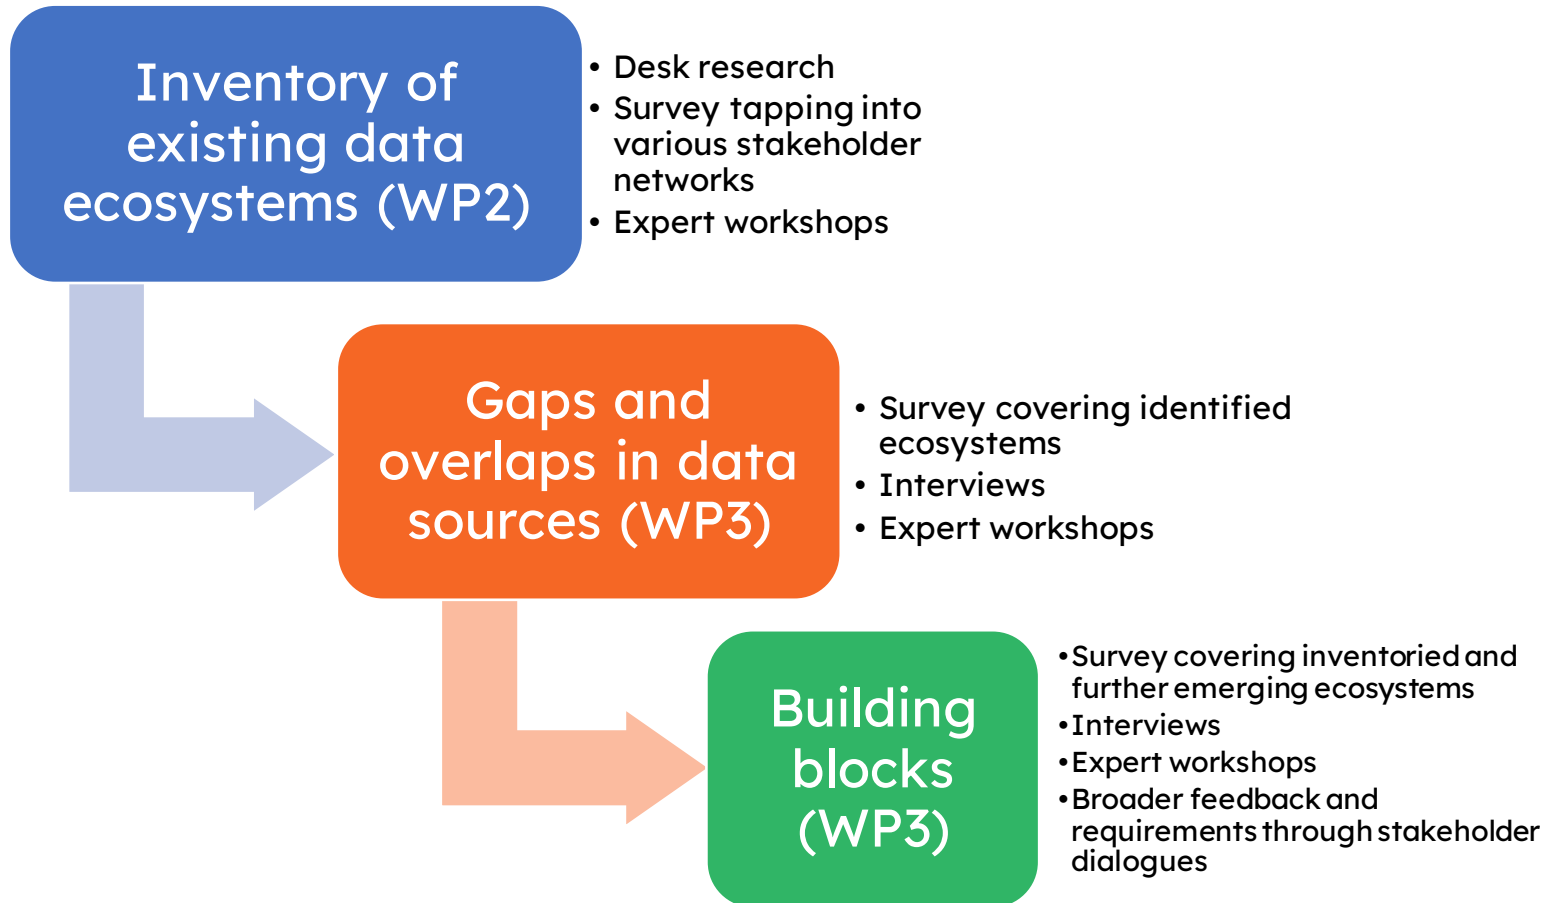 Inventory of
existing data
ecosystems (WP2)
• Desk research
• Survey tapping into
various stakeholder
networks
• Expert workshops
Gaps and
overlaps in data
sources (WP3)
• Survey covering identified
ecosystems
• Interviews
• Expert workshops
Building
blocks
(WP3)
• Survey covering inventoried and
further emerging ecosystems
• Interviews
• Expert workshops
• Broader feedback and
requirements through stakeholder
dialogues